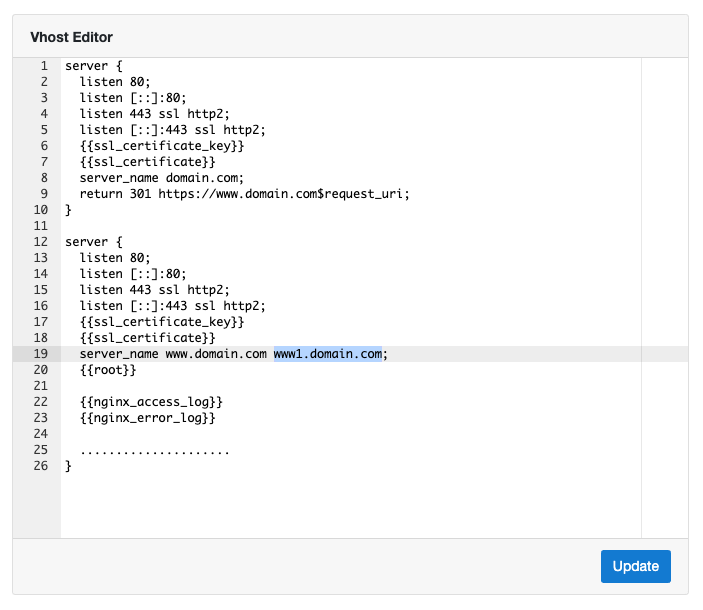 Vhost Editor
1 server {
2   listen 80;
3   listen [::]:80;
4   listen 443 ssl http2;
5   listen [::]:443 ssl http2;
6   {{ssl_certificate_key}}
7   {{ssl_certificate}}
8   server_name domain.com;
9   return 301 https://www.domain.com$request_uri;
10 }
11
12 server {
13   listen 80;
14   listen [::]:80;
15   listen 443 ssl http2;
16   listen [::]:443 ssl http2;
17   {{ssl_certificate_key}}
18   {{ssl_certificate}}
19   server_name www.domain.com www1.domain.com;
20   {{root}}
21
22   {{nginx_access_log}}
23   {{nginx_error_log}}
24
25   .....................
26 }
Update